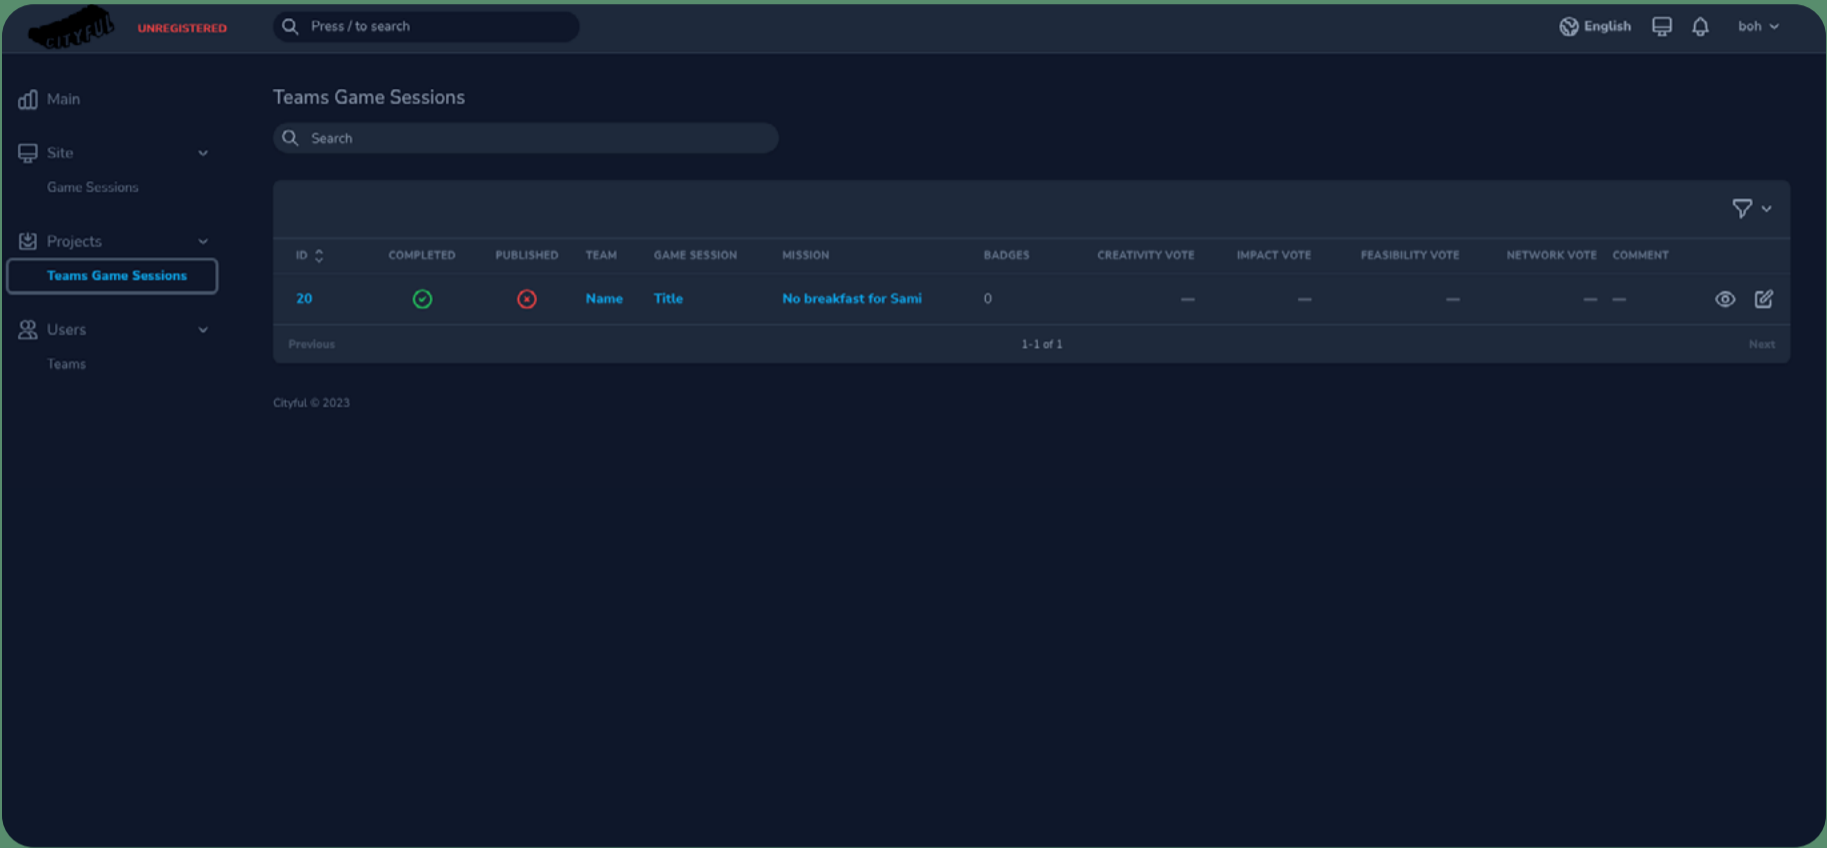 CITYFUL UNREGISTERED Press / to search English boh
Main
Site
Game Sessions
Projects
Teams Game Sessions
Users
Teams
Teams Game Sessions
Search
ID COMPLETED PUBLISHED TEAM GAME SESSION MISSION BADGES CREATIVITY VOTE IMPACT VOTE FEASIBILITY VOTE NETWORK VOTE COMMENT
20 Name Title No breakfast for Sami 0 — — — — —
Previous 1-1 of 1 Next
Cityful © 2023